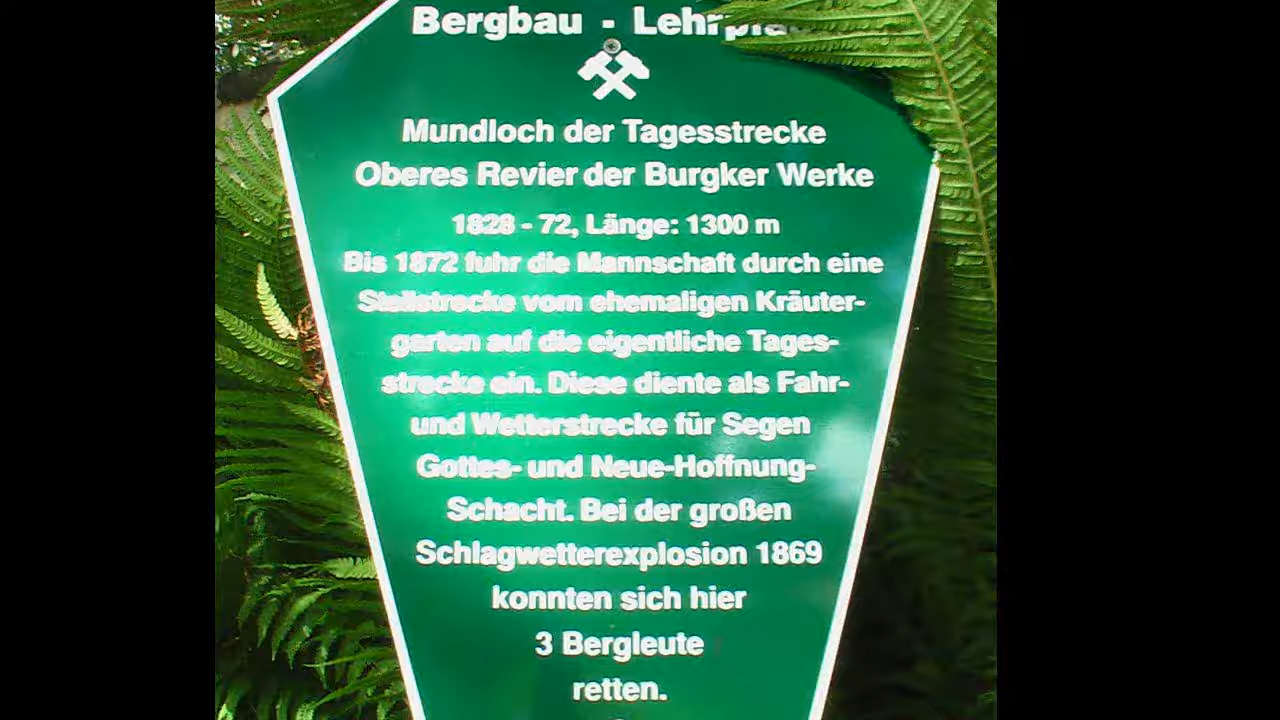 Bergbau - Lehrpfad
Mundloch der Tagesstrecke
Oberes Revier der Burgker Werke
1828 - 72, Länge: 1300 m
Bis 1872 fuhr die Mannschaft durch eine
Steilstrecke vom ehemaligen Kräuter-
garten auf die eigentliche Tages-
strecke ein. Diese diente als Fahr-
und Wetterstrecke für Segen
Gottes- und Neue-Hoffnung-
Schacht. Bei der großen
Schlagwetterexplosion 1869
konnten sich hier
3 Bergleute
retten.